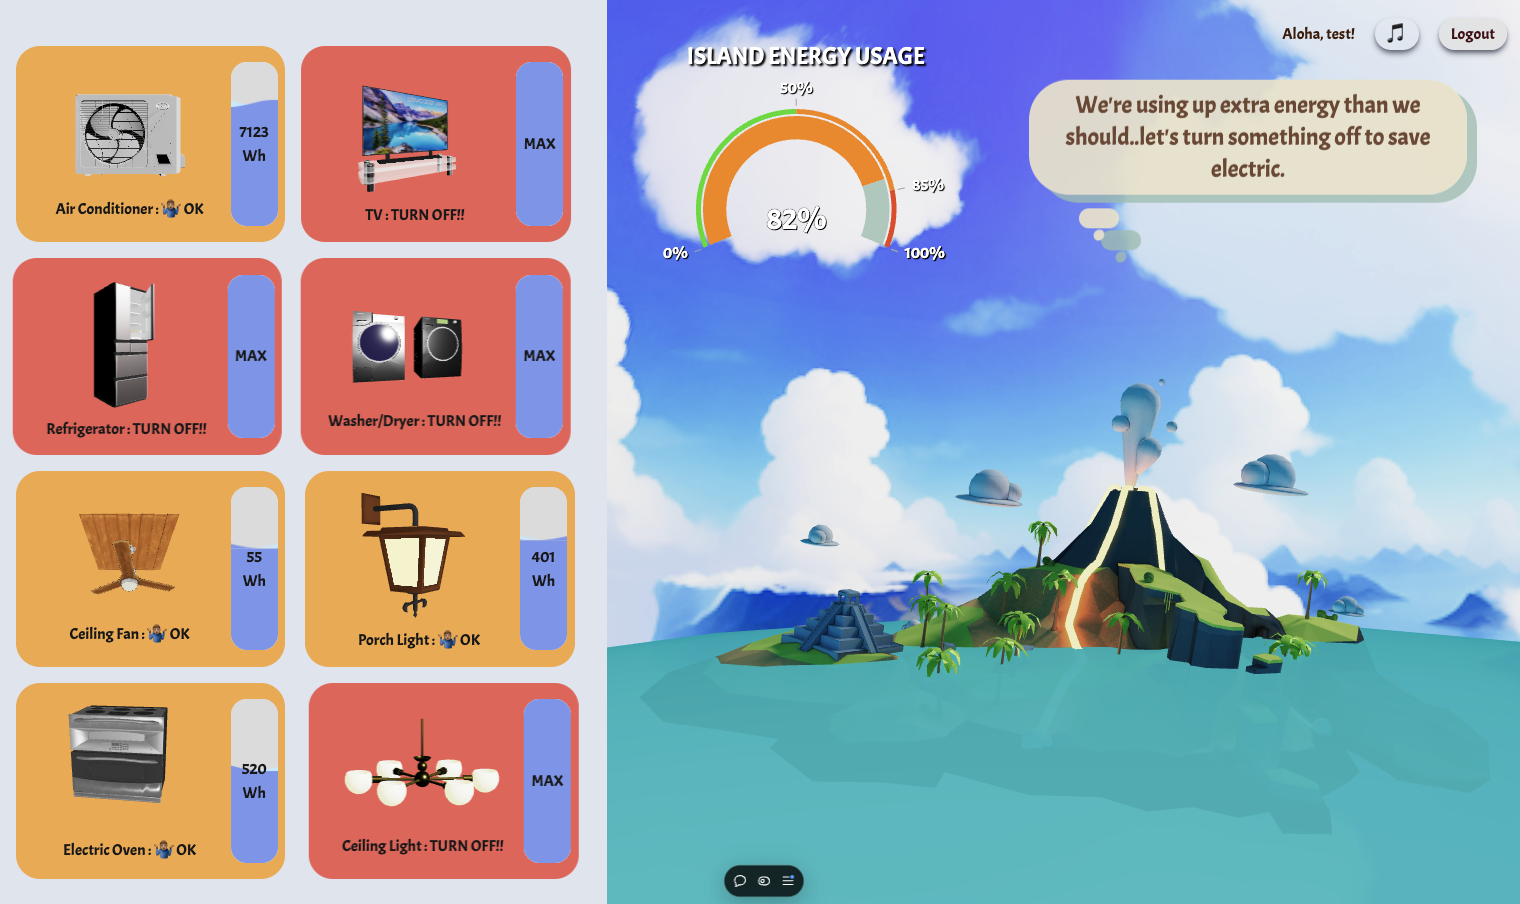 7123
Wh
Air Conditioner : 🤷🏽‍♂️ OK
MAX
TV : TURN OFF!!
MAX
Refrigerator : TURN OFF!!
MAX
Washer/Dryer : TURN OFF!!
55
Wh
Ceiling Fan : 🤷🏽‍♂️ OK
401
Wh
Porch Light : 🤷🏽‍♂️ OK
520
Wh
Electric Oven : 🤷🏽‍♂️ OK
MAX
Ceiling Light : TURN OFF!!
ISLAND ENERGY USAGE
50%
85%
82%
0%
100%
Aloha, test!
Logout
We're using up extra energy than we
should..let's turn something off to save
electric.